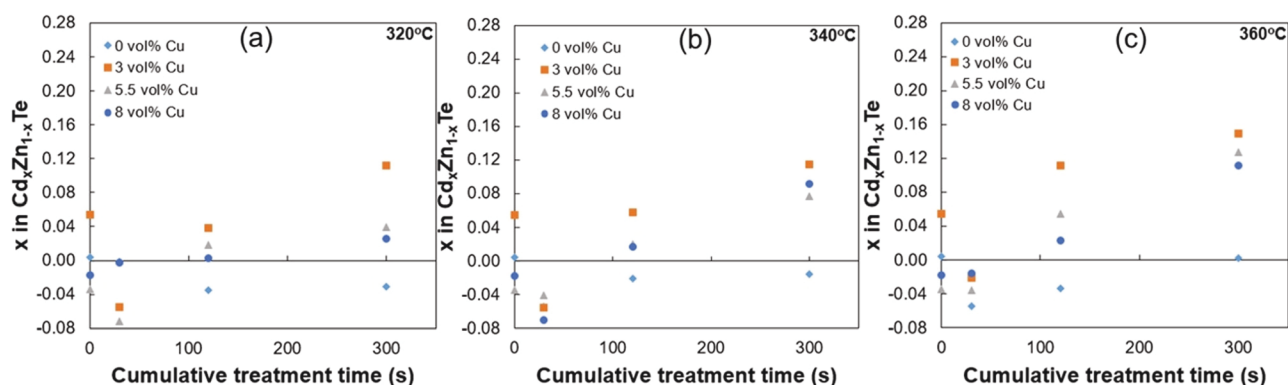 (a)
320°C
0 vol% Cu
3 vol% Cu
5.5 vol% Cu
8 vol% Cu
x in CdₓZn₁₋ₓTe
0.28
0.24
0.20
0.16
0.12
0.08
0.04
0.00
-0.04
-0.08
0
100
200
300
Cumulative treatment time (s)
(b)
340°C
0 vol% Cu
3 vol% Cu
5.5 vol% Cu
8 vol% Cu
x in CdₓZn₁₋ₓTe
0.28
0.24
0.20
0.16
0.12
0.08
0.04
0.00
-0.04
-0.08
0
100
200
300
Cumulative treatment time (s)
(c)
360°C
0 vol% Cu
3 vol% Cu
5.5 vol% Cu
8 vol% Cu
x in CdₓZn₁₋ₓTe
0.28
0.24
0.20
0.16
0.12
0.08
0.04
0.00
-0.04
-0.08
0
100
200
300
Cumulative treatment time (s)